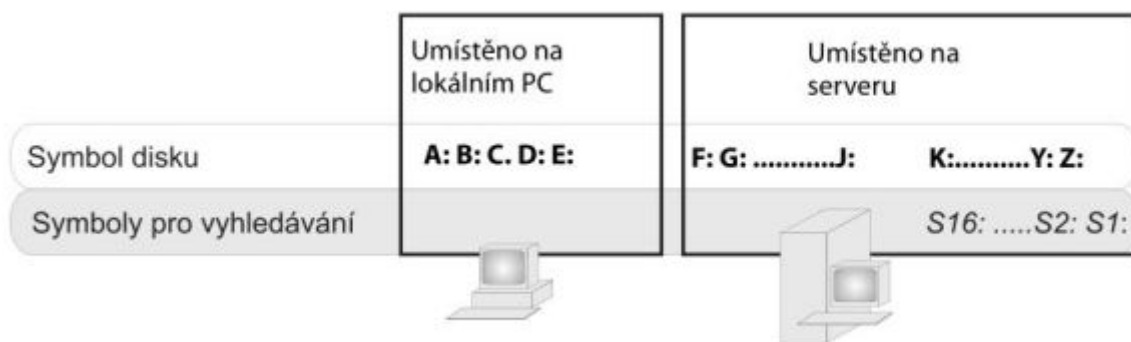 Umístěno na
lokálním PC
Umístěno na
serveru
Symbol disku
A: B: C. D: E:
F: G: ...........J:
K:..........Y: Z:
Symboly pro vyhledávání
S16: .....S2: S1: